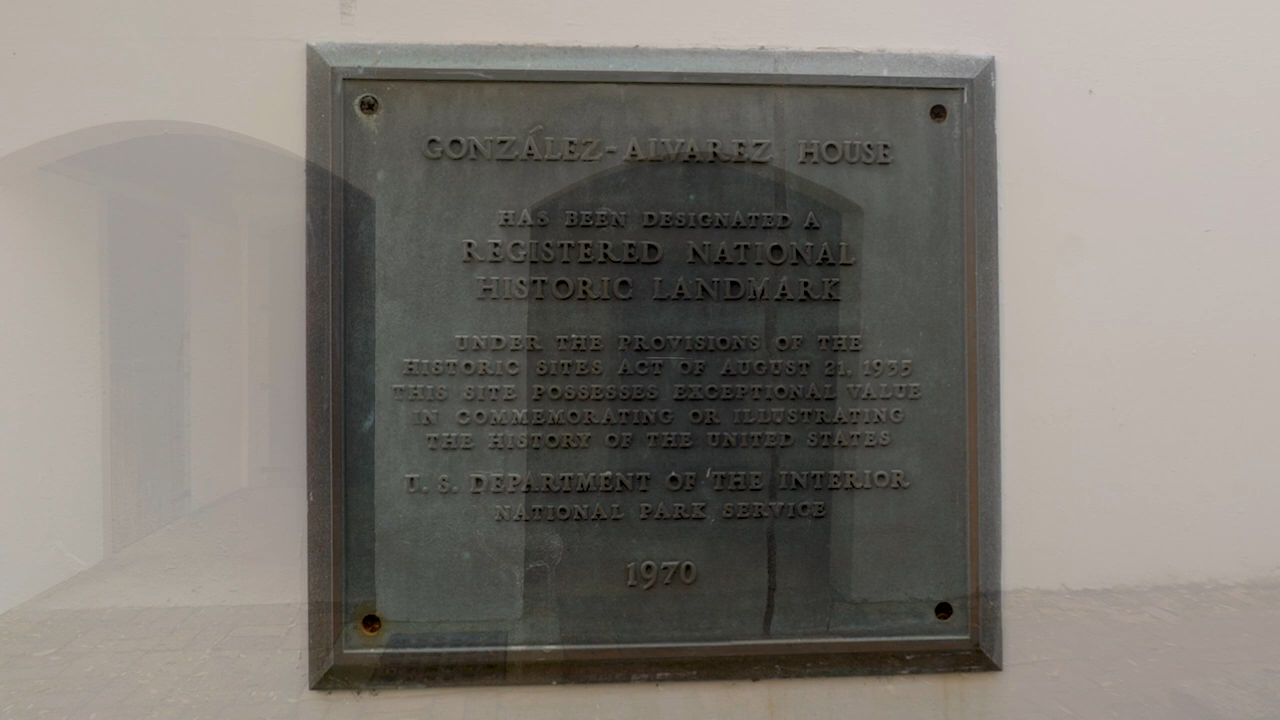 GONZÁLEZ-ALVAREZ HOUSE
HAS BEEN DESIGNATED A
REGISTERED NATIONAL
HISTORIC LANDMARK
UNDER THE PROVISIONS OF THE
HISTORIC SITES ACT OF AUGUST 21, 1935
THIS SITE POSSESSES EXCEPTIONAL VALUE
IN COMMEMORATING OR ILLUSTRATING
THE HISTORY OF THE UNITED STATES
U. S. DEPARTMENT OF THE INTERIOR
NATIONAL PARK SERVICE
1970